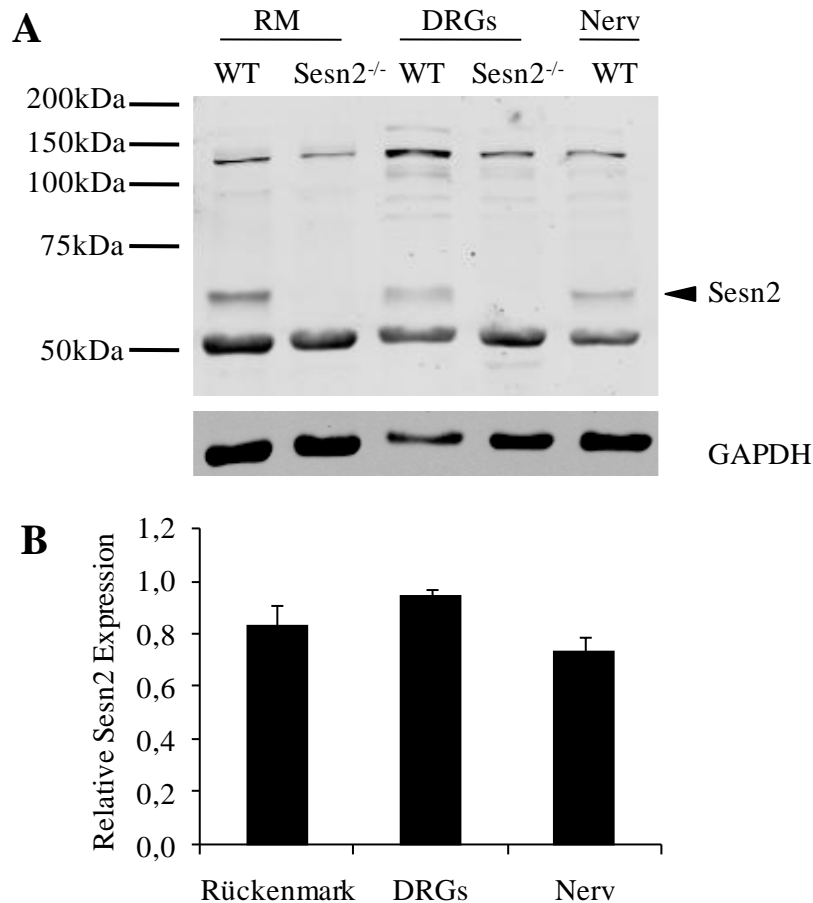 A
RM DRGs Nerv
WT Sesn2-/- WT Sesn2-/- WT
200kDa
150kDa
100kDa
75kDa
Sesn2
50kDa
GAPDH
B
Relative Sesn2 Expression
1,2
1,0
0,8
0,6
0,4
0,2
0,0
Rückenmark DRGs Nerv